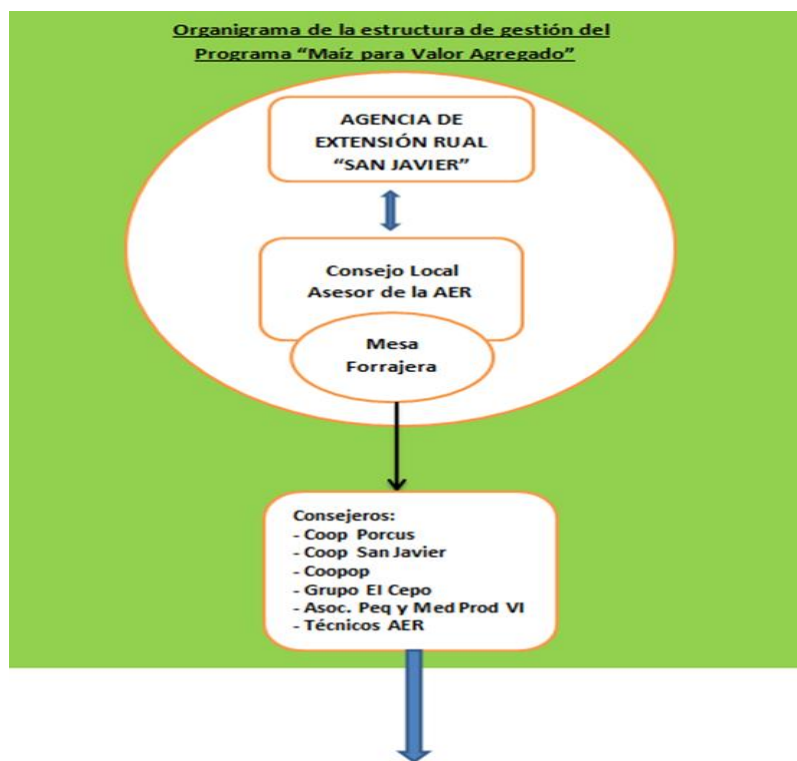 Organigrama de la estructura de gestión del
Programa “Maíz para Valor Agregado”
AGENCIA DE
EXTENSIÓN RUAL
“SAN JAVIER”
Consejo Local
Asesor de la AER
Mesa
Forrajera
Consejeros:
- Coop Porcus
- Coop San Javier
- Coopop
- Grupo El Cepo
- Asoc. Peq y Med Prod VI
- Técnicos AER